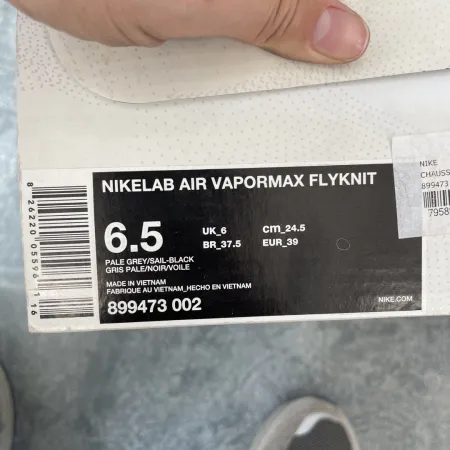 NIKELAB AIR VAPORMAX FLYKNIT
6.5
UK_6
cm_24.5
BR_37.5
EUR_39
PALE GREY/SAIL-BLACK
GRIS PALE/NOIR/VOILE
MADE IN VIETNAM
FABRIQUE AU VIETNAM_HECHO EN VIETNAM
899473 002
NIKE.COM
NIKE
CHAUSS
899473
7958